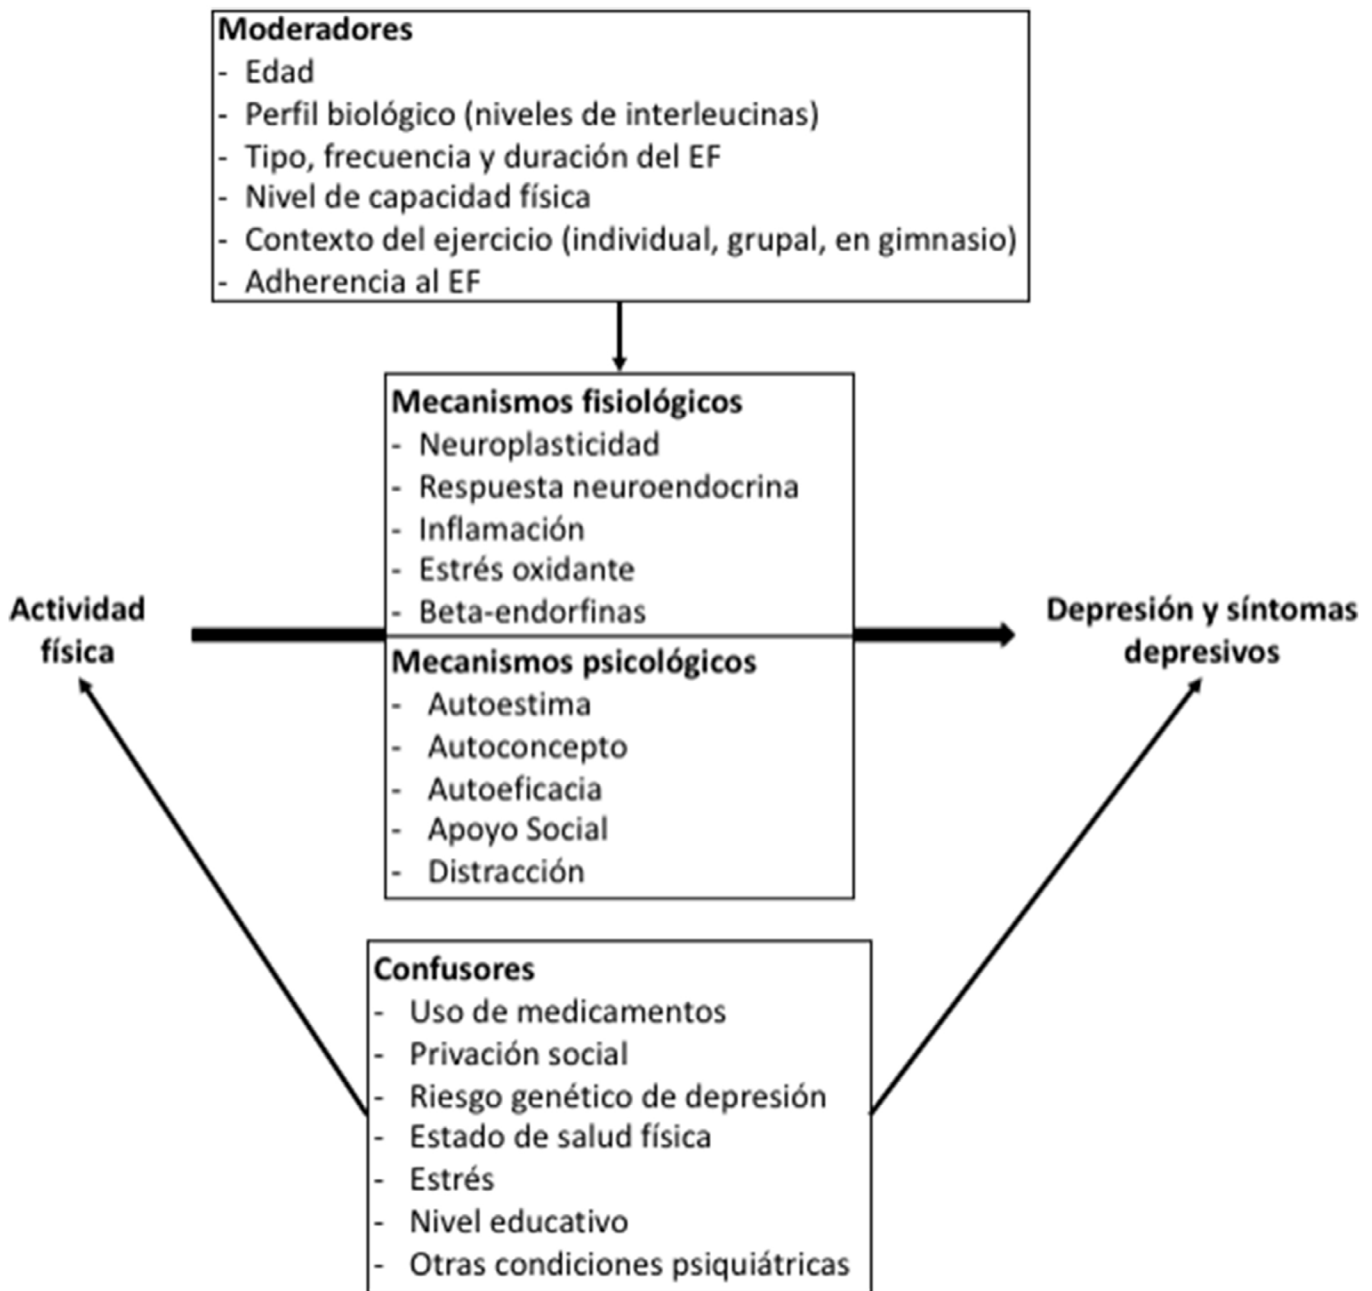 Moderadores
- Edad
- Perfil biológico (niveles de interleucinas)
- Tipo, frecuencia y duración del EF
- Nivel de capacidad física
- Contexto del ejercicio (individual, grupal, en gimnasio)
- Adherencia al EF
Mecanismos fisiológicos
- Neuroplasticidad
- Respuesta neuroendocrina
- Inflamación
- Estrés oxidante
- Beta-endorfinas
Actividad
física
Mecanismos psicológicos
- Autoestima
- Autoconcepto
- Autoeficacia
- Apoyo Social
- Distracción
Depresión y síntomas
depresivos
Confusores
- Uso de medicamentos
- Privación social
- Riesgo genético de depresión
- Estado de salud física
- Estrés
- Nivel educativo
- Otras condiciones psiquiátricas